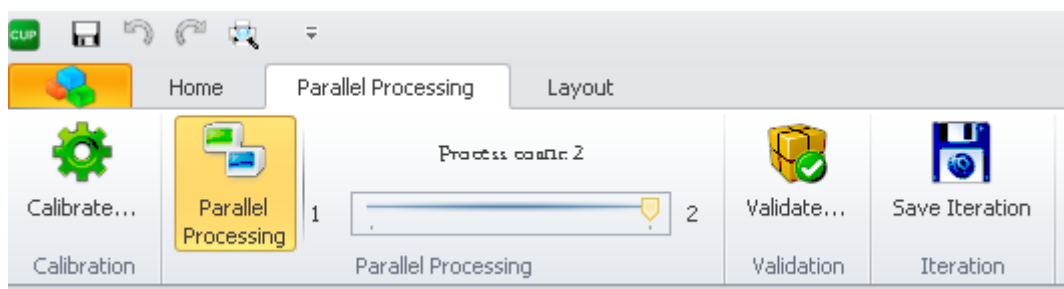 CUP
Home Parallel Processing Layout
Process count: 2
Calibrate... Parallel Processing 1 2 Validate... Save Iteration
Calibration Parallel Processing Validation Iteration